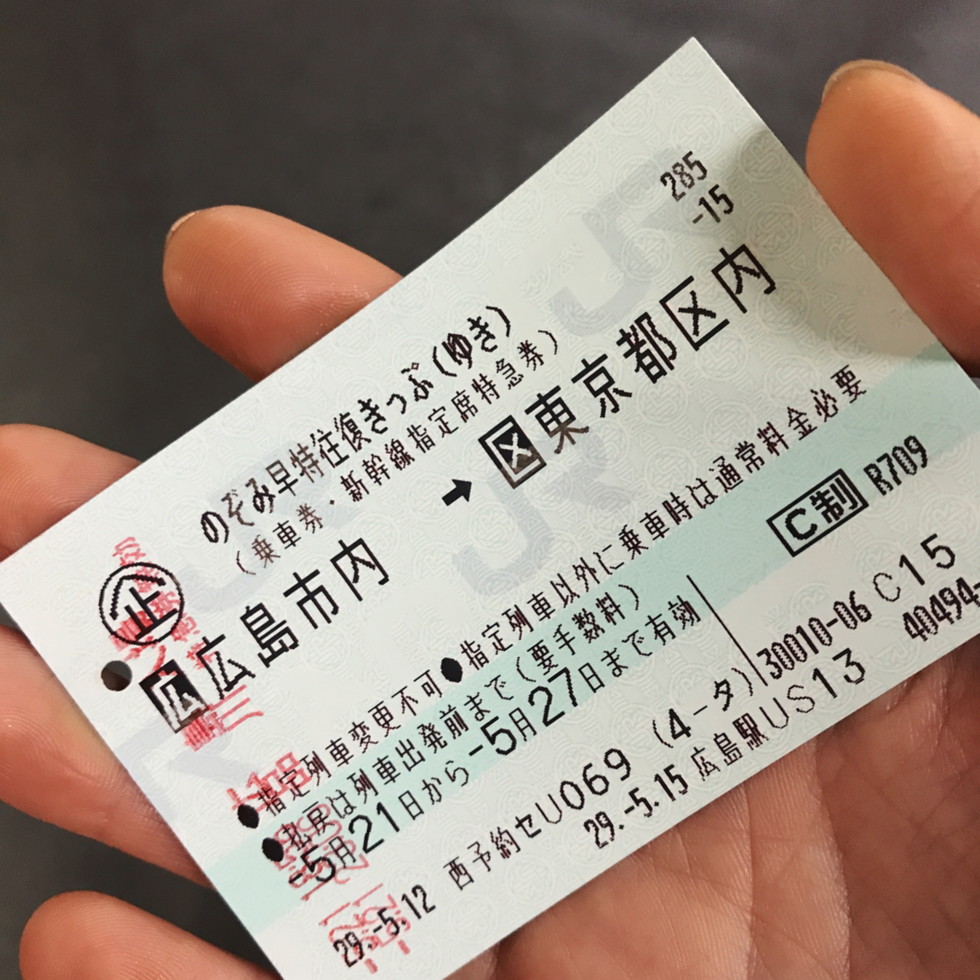 285
-15
のぞみ早特往復きっぷ(ゆき)
(乗車券・新幹線指定席特急券)
㊣ 広 広島市内 → 区 東京都区内
●指定列車変更不可●指定列車以外に乗車時は通常料金必要
●払戻は列車出発前まで(要手数料)
C制 R709
-5月21日から-5月27日まで有効
30010-06 C15
西予約セU069 (4-タ)
40494
29.-5.12
29.-5.15 広島駅US13
JR